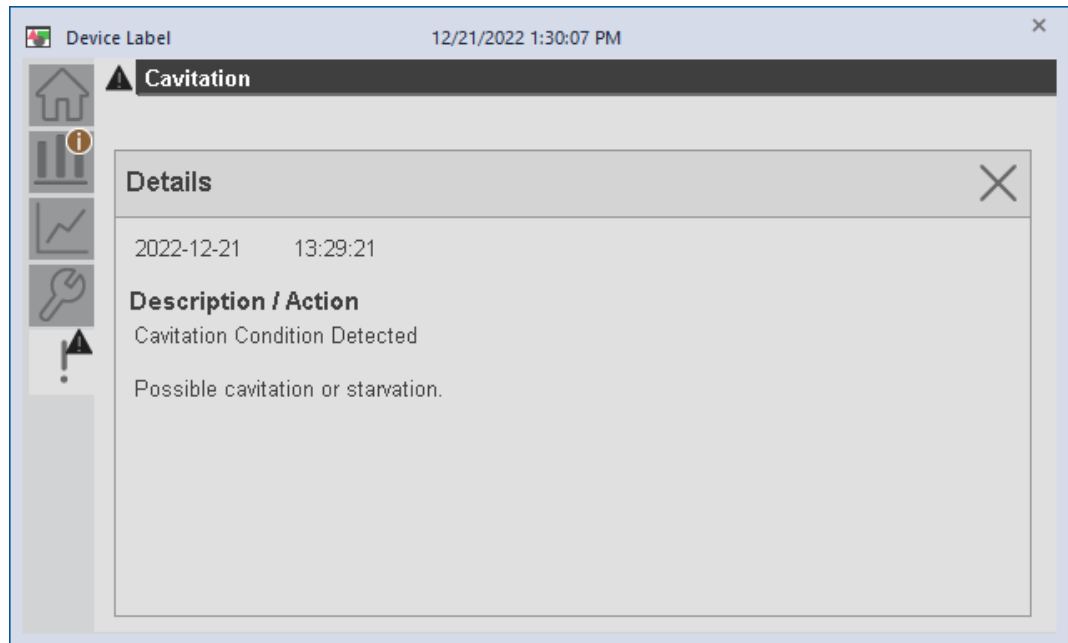 Device Label 12/21/2022 1:30:07 PM
Cavitation
Details
2022-12-21 13:29:21
Description / Action
Cavitation Condition Detected
Possible cavitation or starvation.